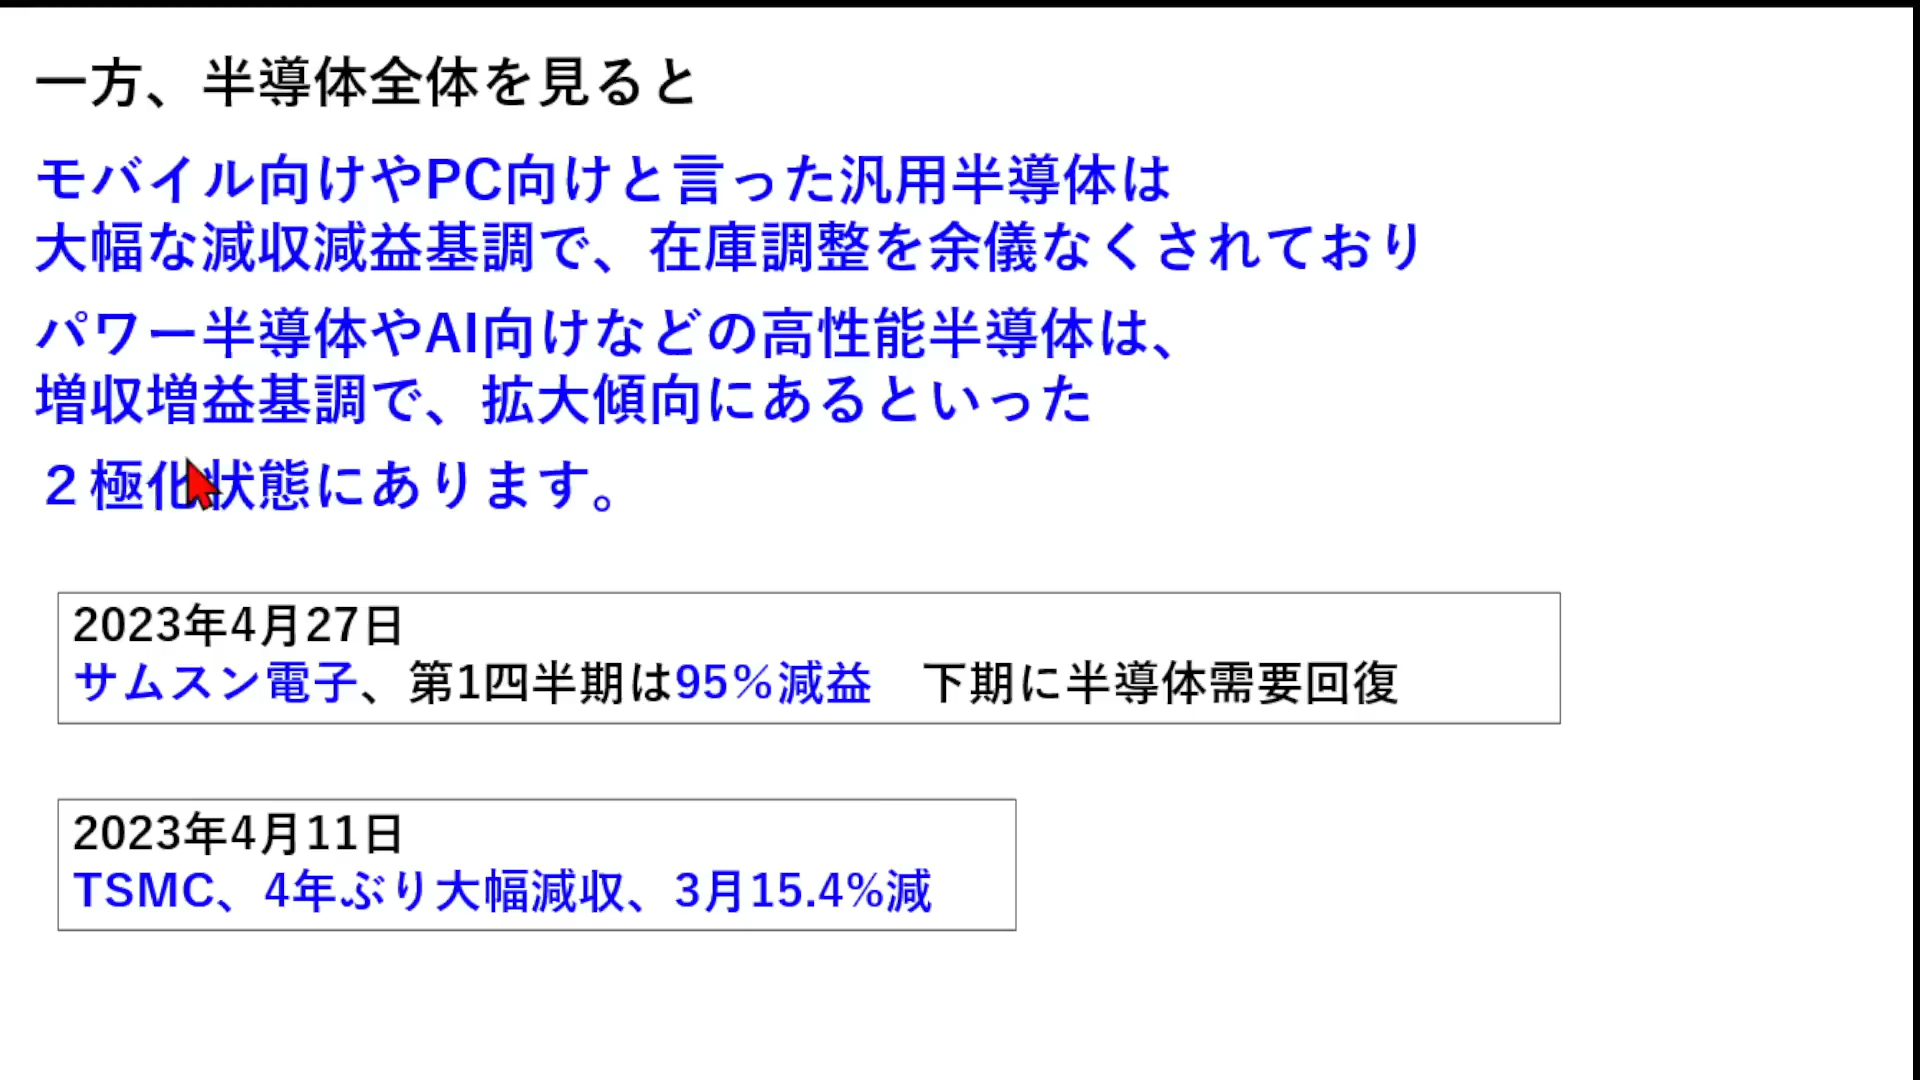 一方、半導体全体を見ると
モバイル向けやPC向けと言った汎用半導体は
大幅な減収減益基調で、在庫調整を余儀なくされており
パワー半導体やAI向けなどの高性能半導体は、
増収増益基調で、拡大傾向にあるといった
２極化状態にあります。
2023年4月27日
サムスン電子、第1四半期は95%減益　下期に半導体需要回復
2023年4月11日
TSMC、4年ぶり大幅減収、3月15.4%減